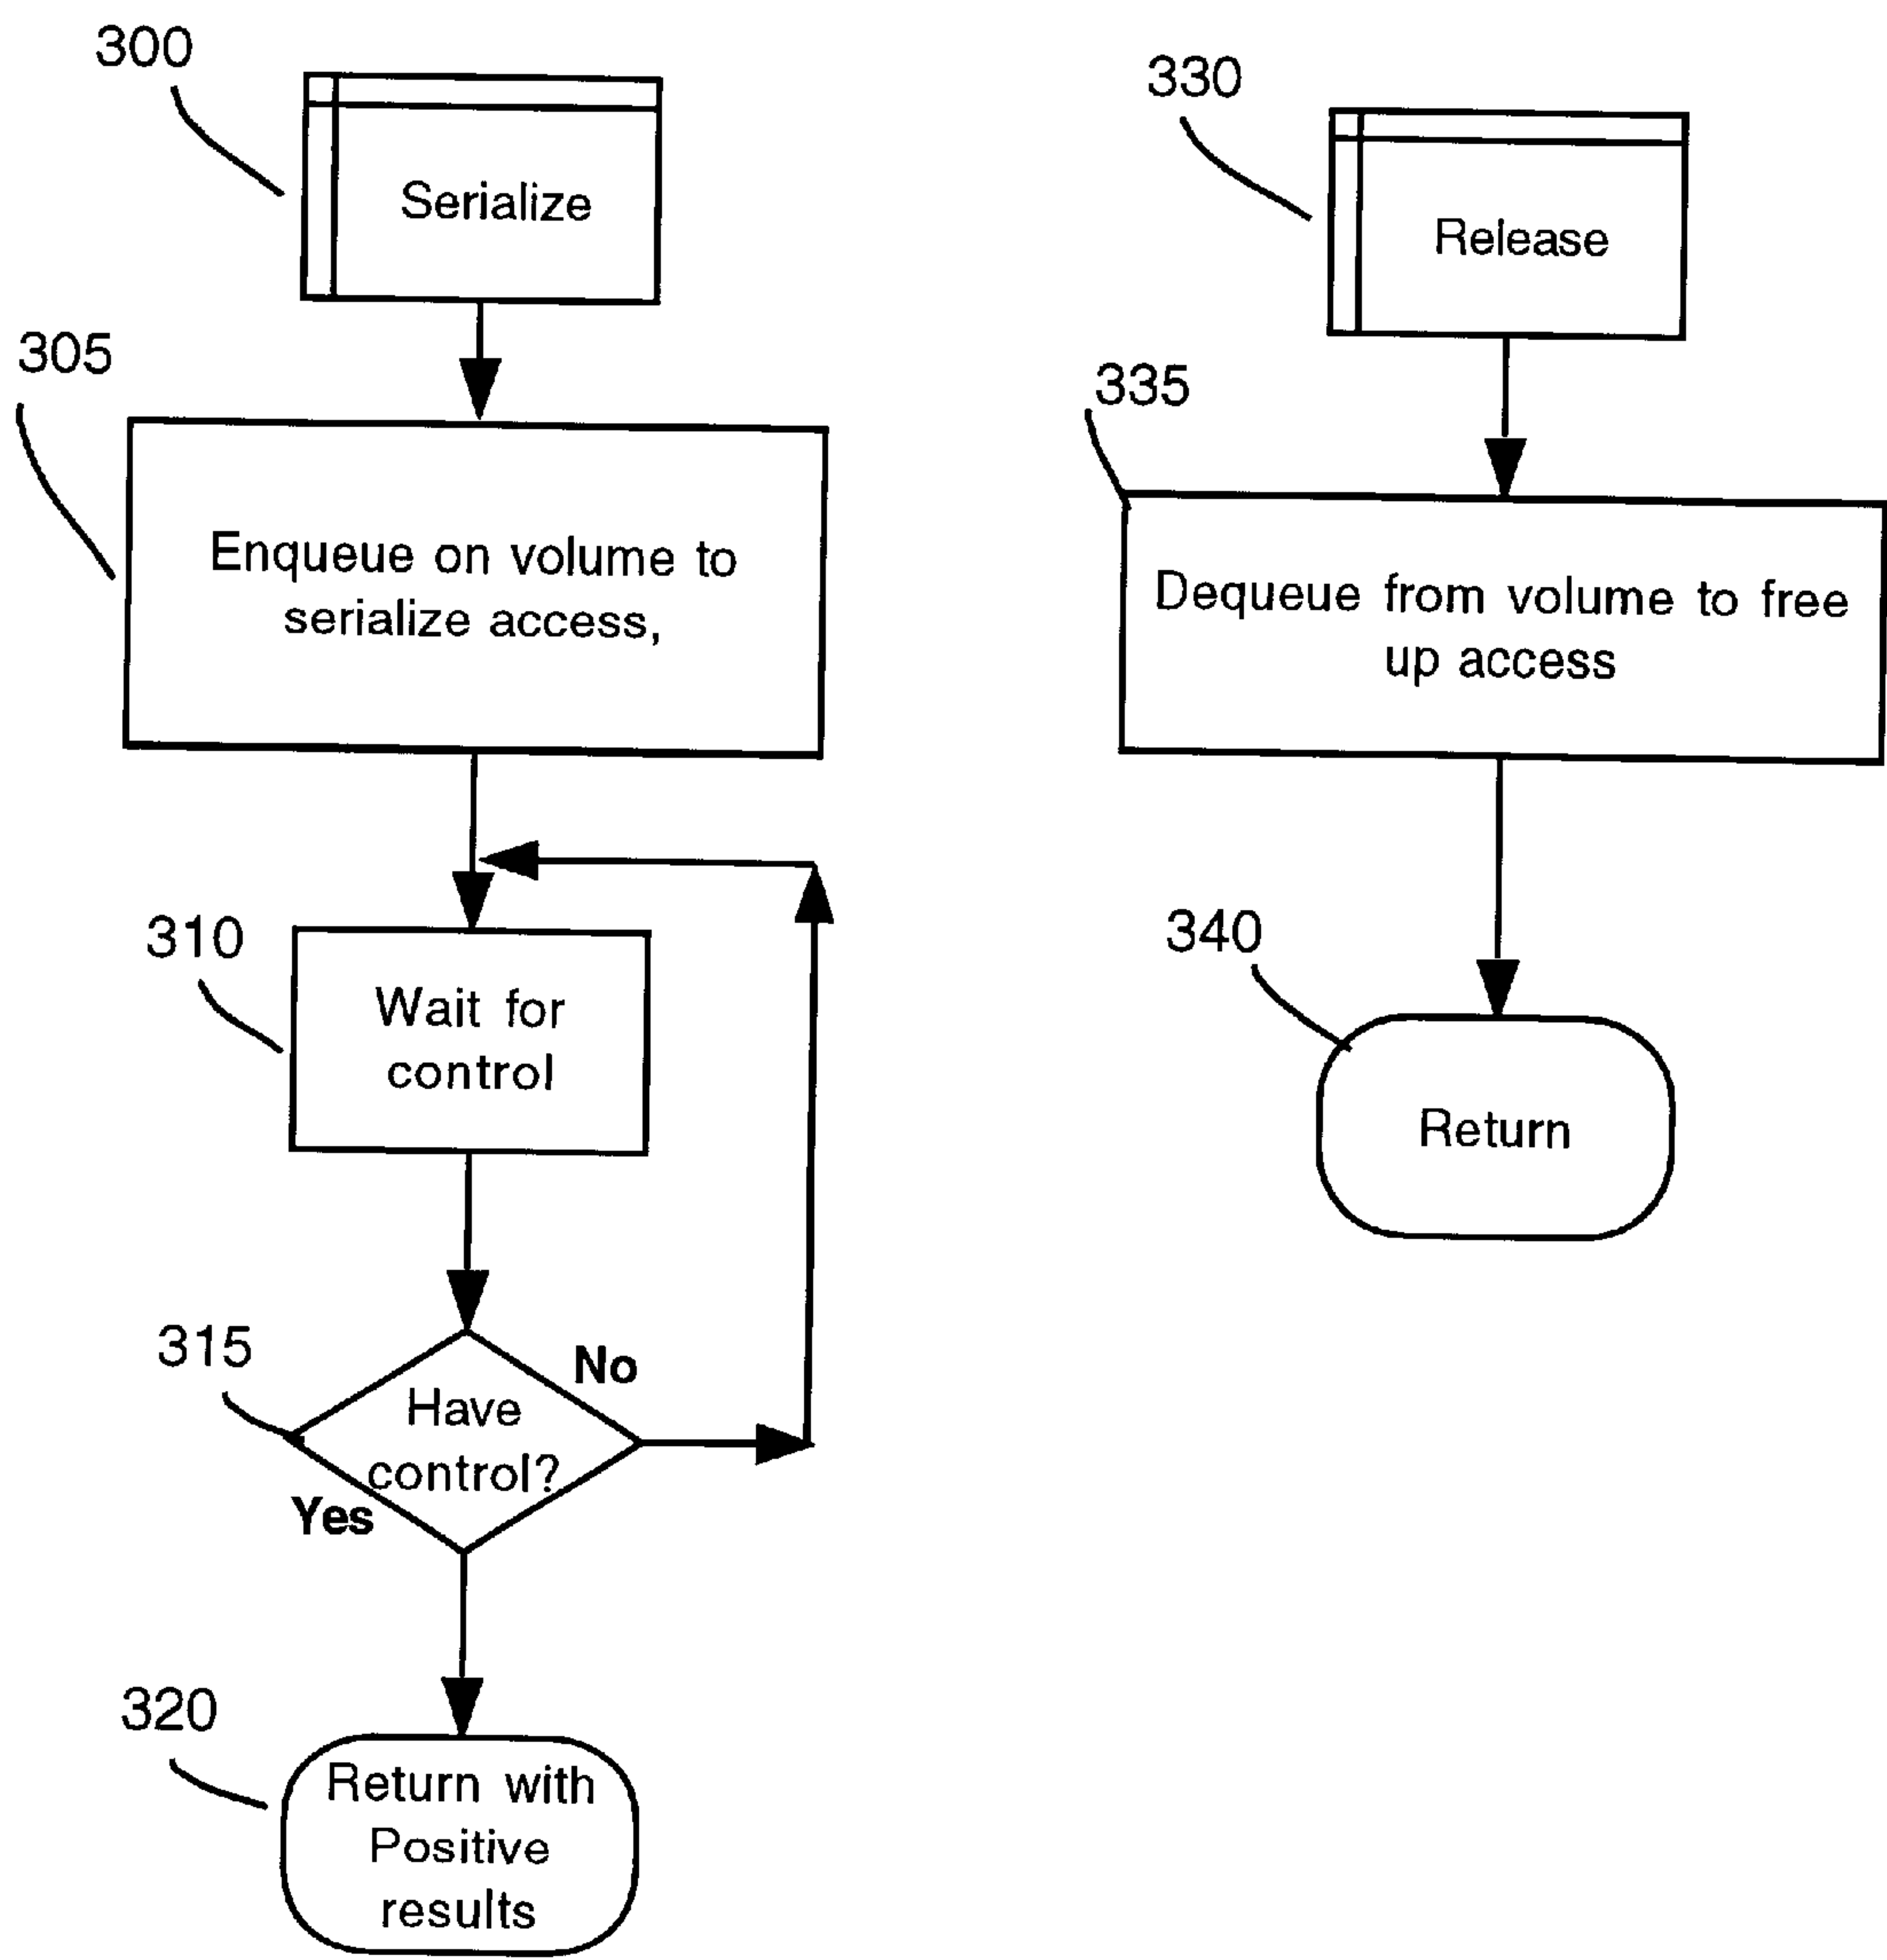 300
Serialize
305
Enqueue on volume to
serialize access,
310
Wait for
control
315
No
Have
control?
Yes
320
Return with
Positive
results
330
Release
335
Dequeue from volume to free
up access
340
Return